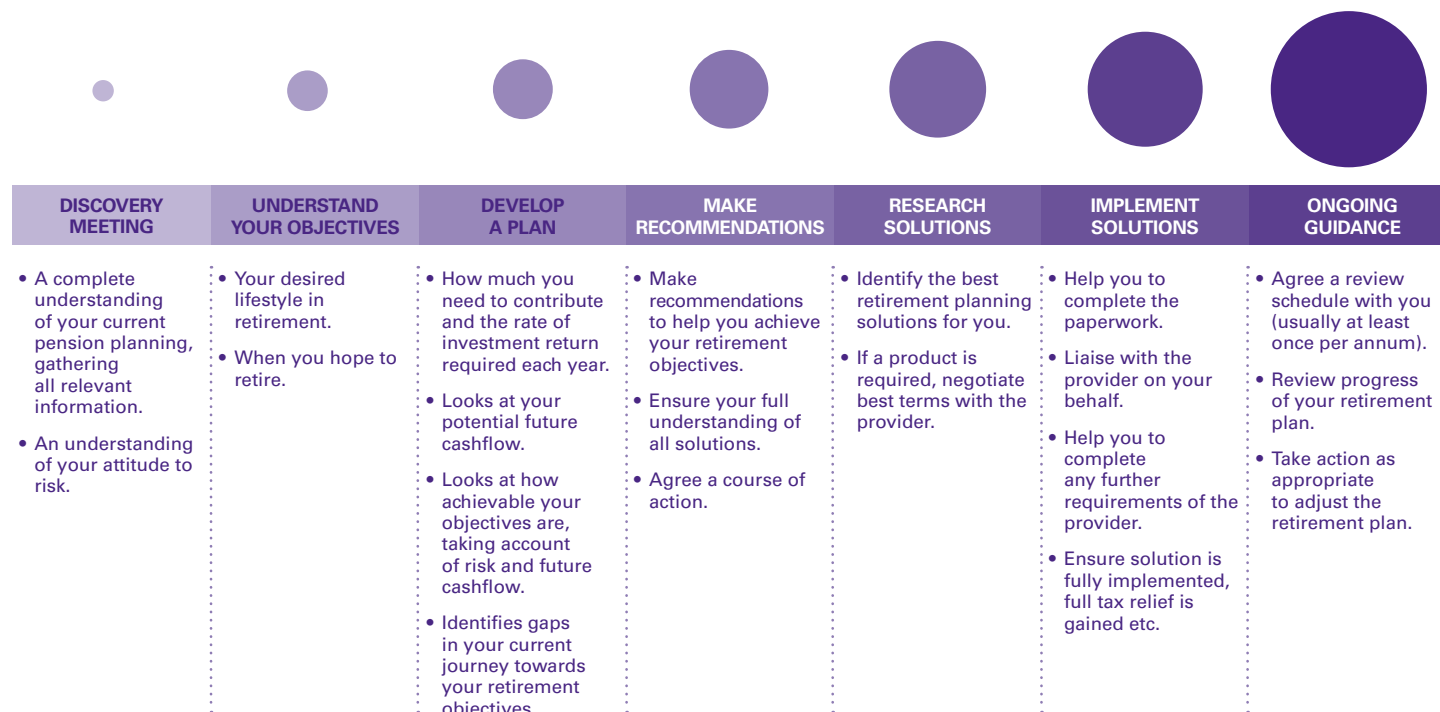 DISCOVERY
MEETING
• A complete
understanding
of your current
pension planning,
gathering
all relevant
information.
• An understanding
of your attitude to
risk.
UNDERSTAND
YOUR OBJECTIVES
• Your desired
lifestyle in
retirement.
• When you hope to
retire.
DEVELOP
A PLAN
• How much you
need to contribute
and the rate of
investment return
required each year.
• Looks at your
potential future
cashflow.
• Looks at how
achievable your
objectives are,
taking account
of risk and future
cashflow.
• Identifies gaps
in your current
journey towards
your retirement
objectives
MAKE
RECOMMENDATIONS
• Make
recommendations
to help you achieve
your retirement
objectives.
• Ensure your full
understanding of
all solutions.
• Agree a course of
action.
RESEARCH
SOLUTIONS
• Identify the best
retirement planning
solutions for you.
• If a product is
required, negotiate
best terms with the
provider.
IMPLEMENT
SOLUTIONS
• Help you to
complete the
paperwork.
• Liaise with the
provider on your
behalf.
• Help you to
complete
any further
requirements of the
provider.
• Ensure solution is
fully implemented,
full tax relief is
gained etc.
ONGOING
GUIDANCE
• Agree a review
schedule with you
(usually at least
once per annum).
• Review progress
of your retirement
plan.
• Take action as
appropriate
to adjust the
retirement plan.